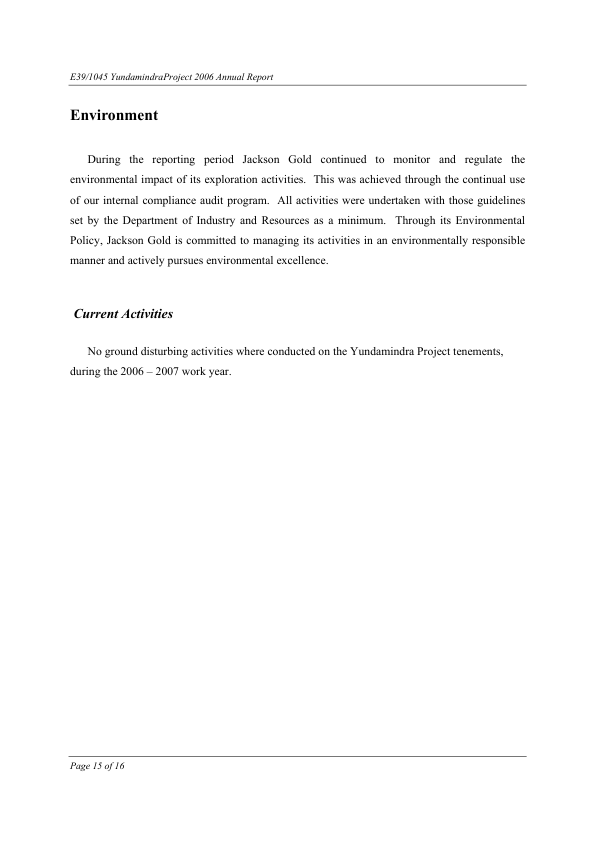 E39/1045 YundamindraProject 2006 Annual Report
Environment
During the reporting period Jackson Gold continued to monitor and regulate the
environmental impact of its exploration activities.  This was achieved through the continual use
of our internal compliance audit program.  All activities were undertaken with those guidelines
set by the Department of Industry and Resources as a minimum.  Through its Environmental
Policy, Jackson Gold is committed to managing its activities in an environmentally responsible
manner and actively pursues environmental excellence.
Current Activities
No ground disturbing activities where conducted on the Yundamindra Project tenements,
during the 2006 – 2007 work year.
Page 15 of 16